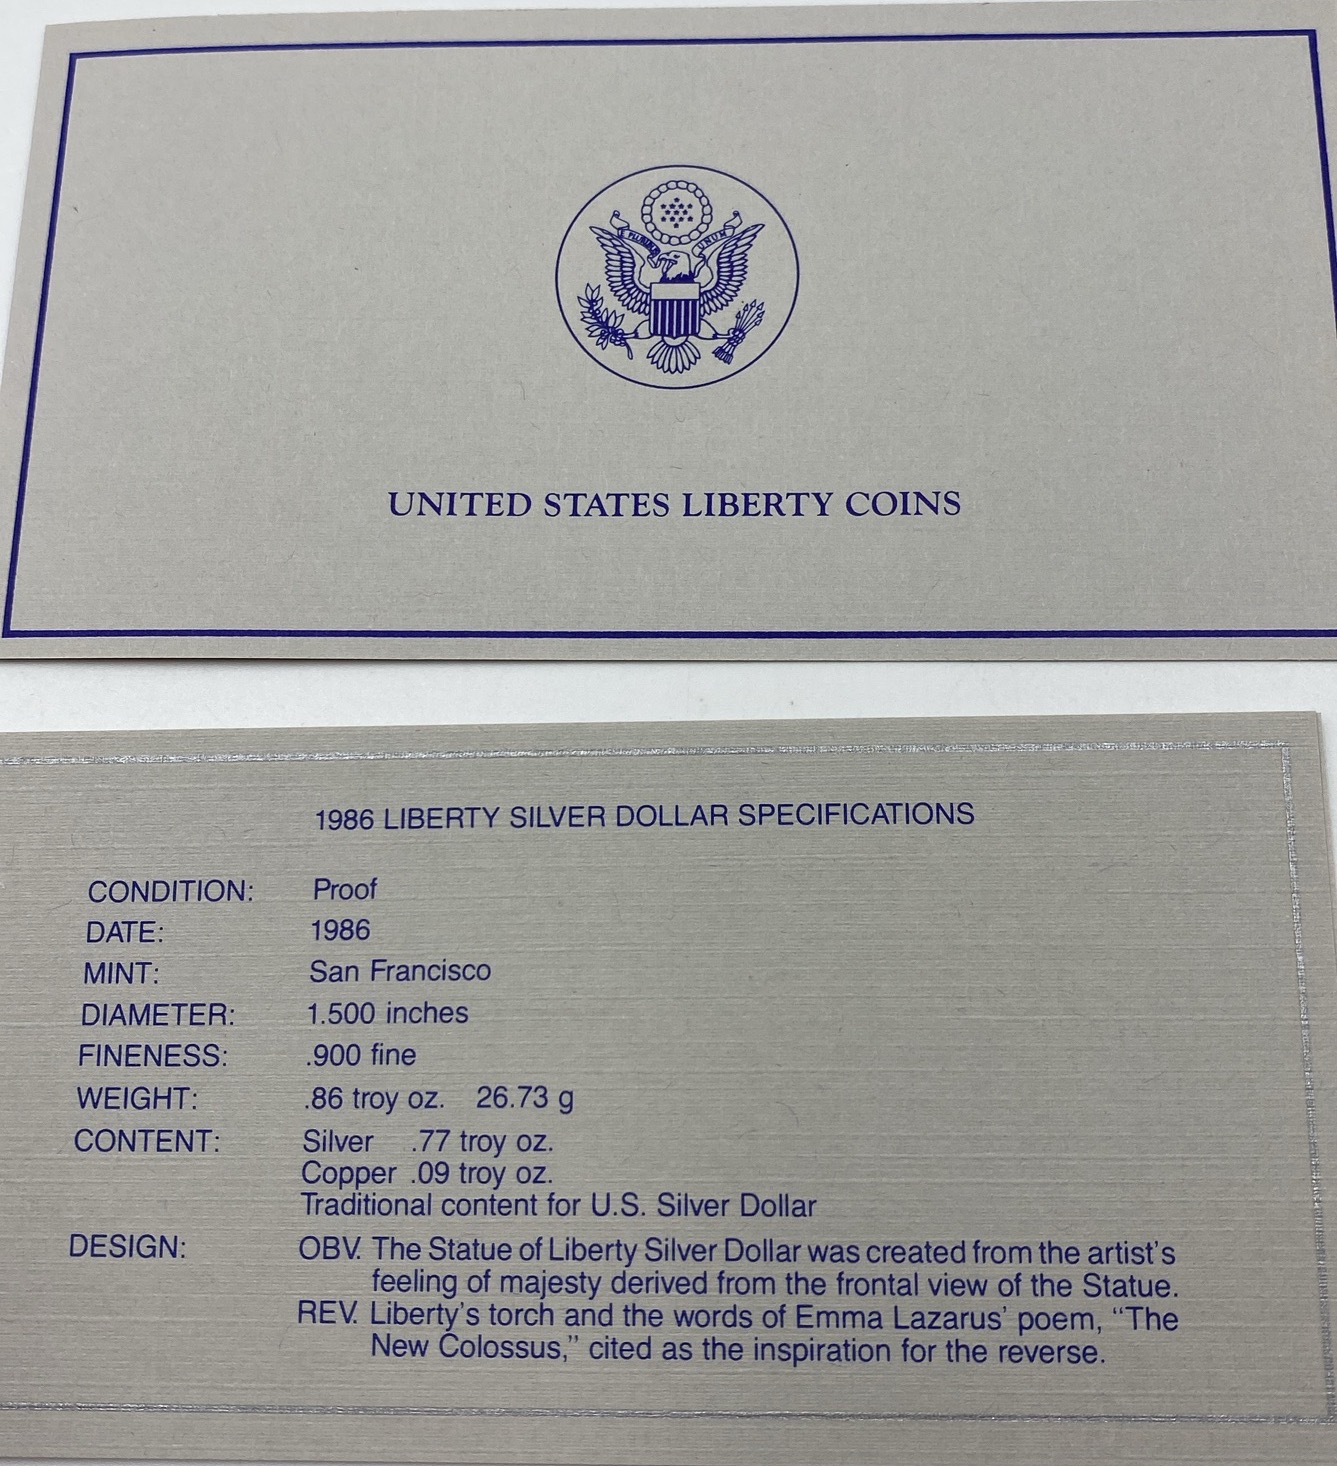 E PLURIBUS UNUM
UNITED STATES LIBERTY COINS
1986 LIBERTY SILVER DOLLAR SPECIFICATIONS
CONDITION: Proof
DATE: 1986
MINT: San Francisco
DIAMETER: 1.500 inches
FINENESS: .900 fine
WEIGHT: .86 troy oz. 26.73 g
CONTENT: Silver .77 troy oz.
Copper .09 troy oz.
Traditional content for U.S. Silver Dollar
DESIGN: OBV. The Statue of Liberty Silver Dollar was created from the artist's
feeling of majesty derived from the frontal view of the Statue.
REV. Liberty's torch and the words of Emma Lazarus' poem, "The
New Colossus," cited as the inspiration for the reverse.